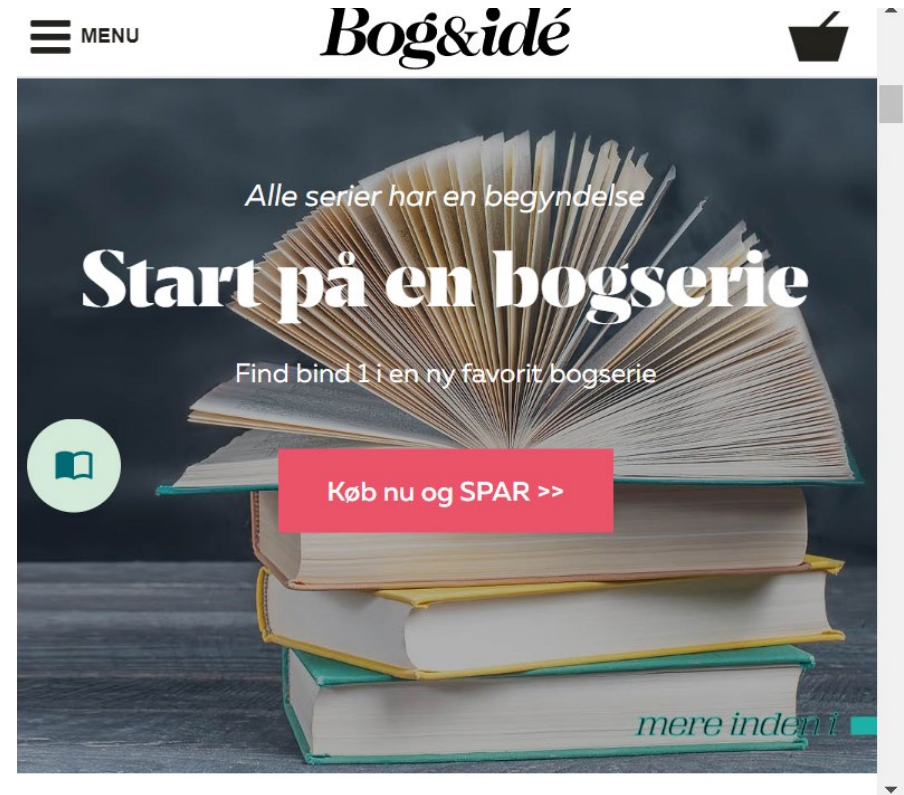 MENU
Bog&idé
Alle serier har en begyndelse
Start på en bogserie
Find bind 1 i en ny favorit bogserie
Køb nu og SPAR >>
mere inden i